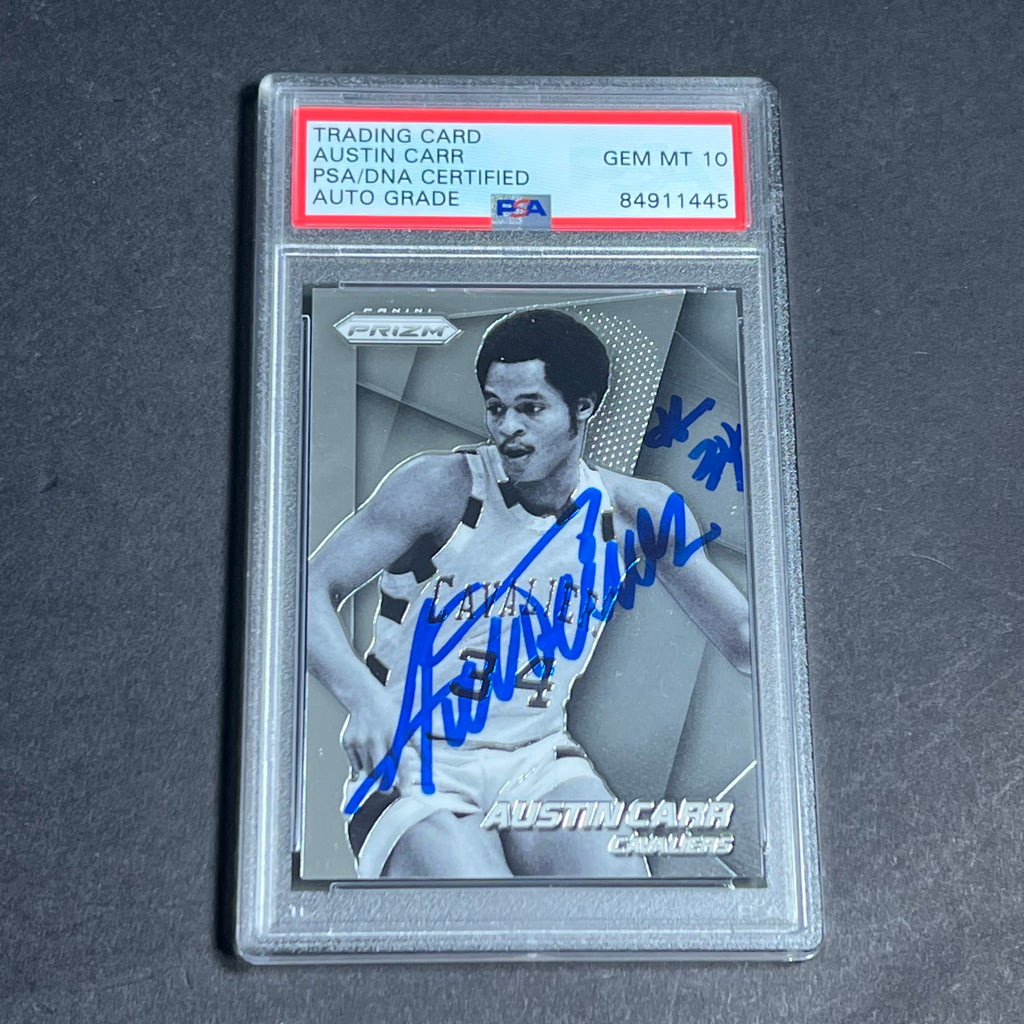 TRADING CARD
AUSTIN CARR
PSA/DNA CERTIFIED
AUTO GRADE
GEM MT 10
84911445
PSA
PANINI
PRIZM
34
CAVALIERS
34
AUSTIN CARR
CAVALIERS